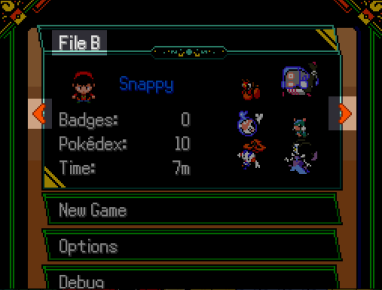 File B
Snappy
Badges: 0
Pokédex: 10
Time: 7m
New Game
Options
Debug